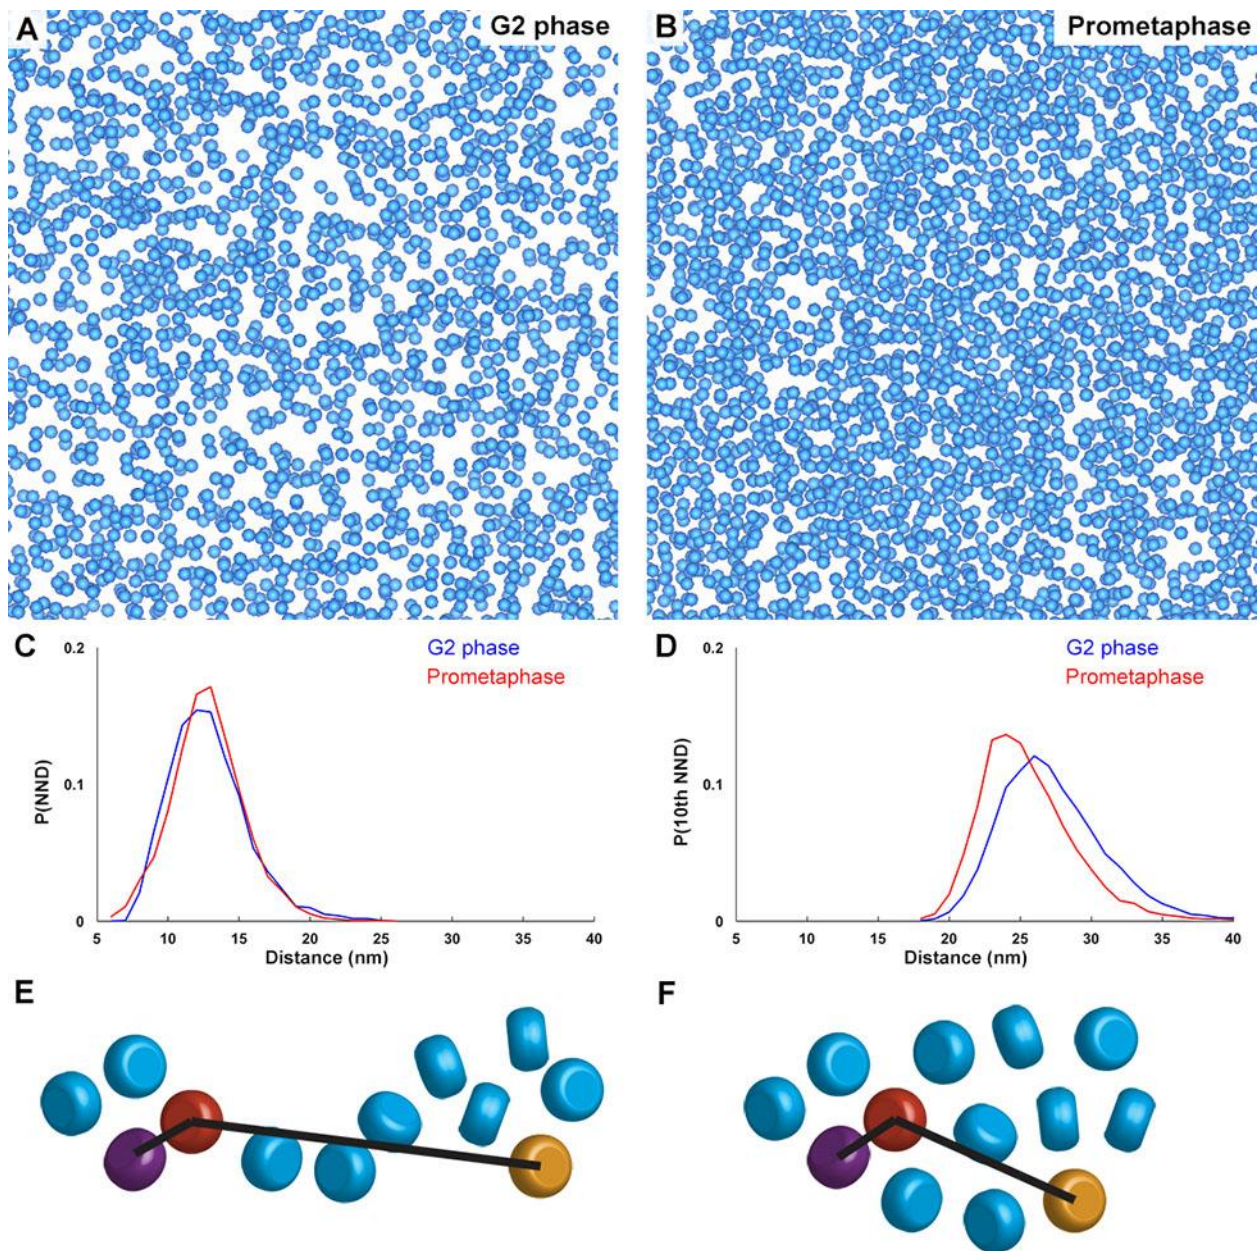 A
G2 phase
B
Prometaphase
C
0.2
G2 phase
Prometaphase
P(NND)
0.1
0
5 10 15 20 25 30 35 40
Distance (nm)
D
0.2
G2 phase
Prometaphase
P(10th NND)
0.1
0
5 10 15 20 25 30 35 40
Distance (nm)
E
F